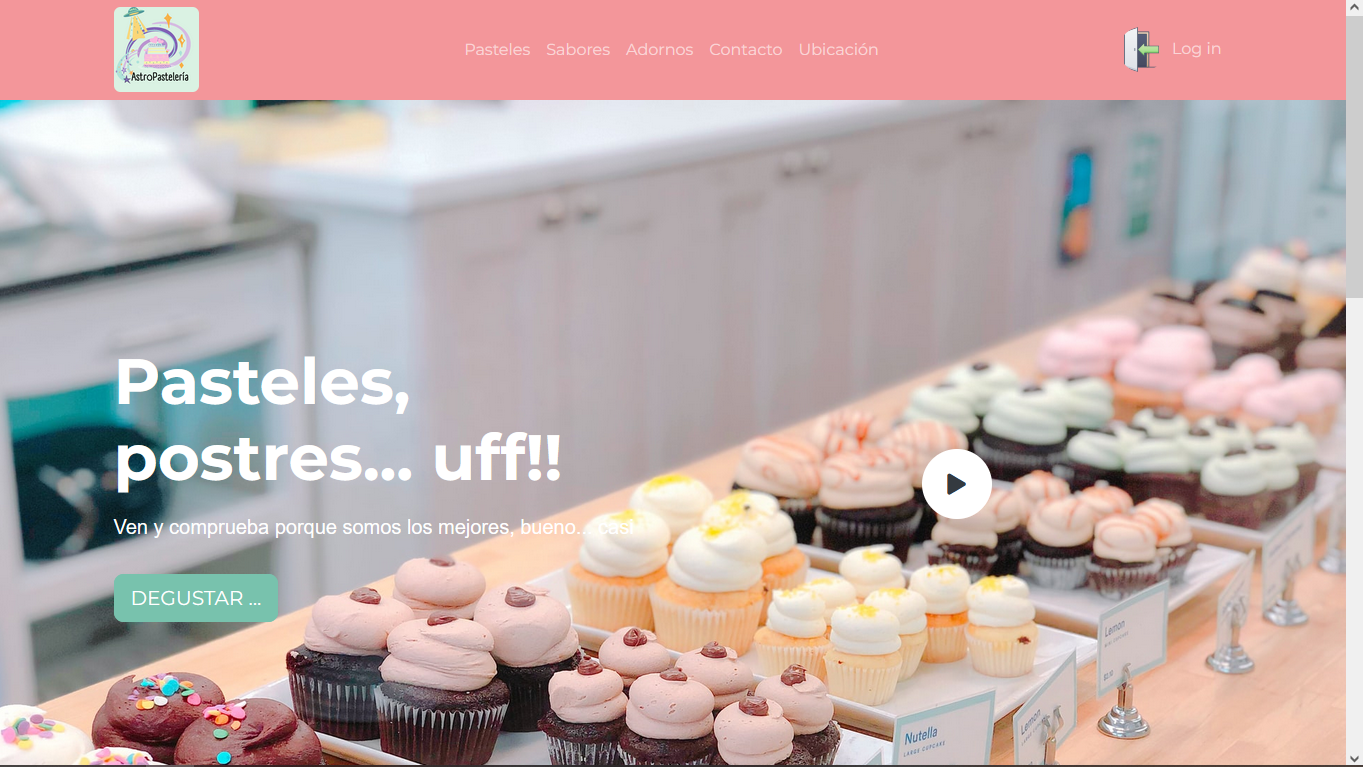 AstroPastelería
Pasteles Sabores Adornos Contacto Ubicación
Log in
Pasteles,
postres... uff!!
Ven y comprueba porque somos los mejores, bueno... casi
DEGUSTAR ...
Lemon
Nutella
LARGE CUPCAKE
Lemon